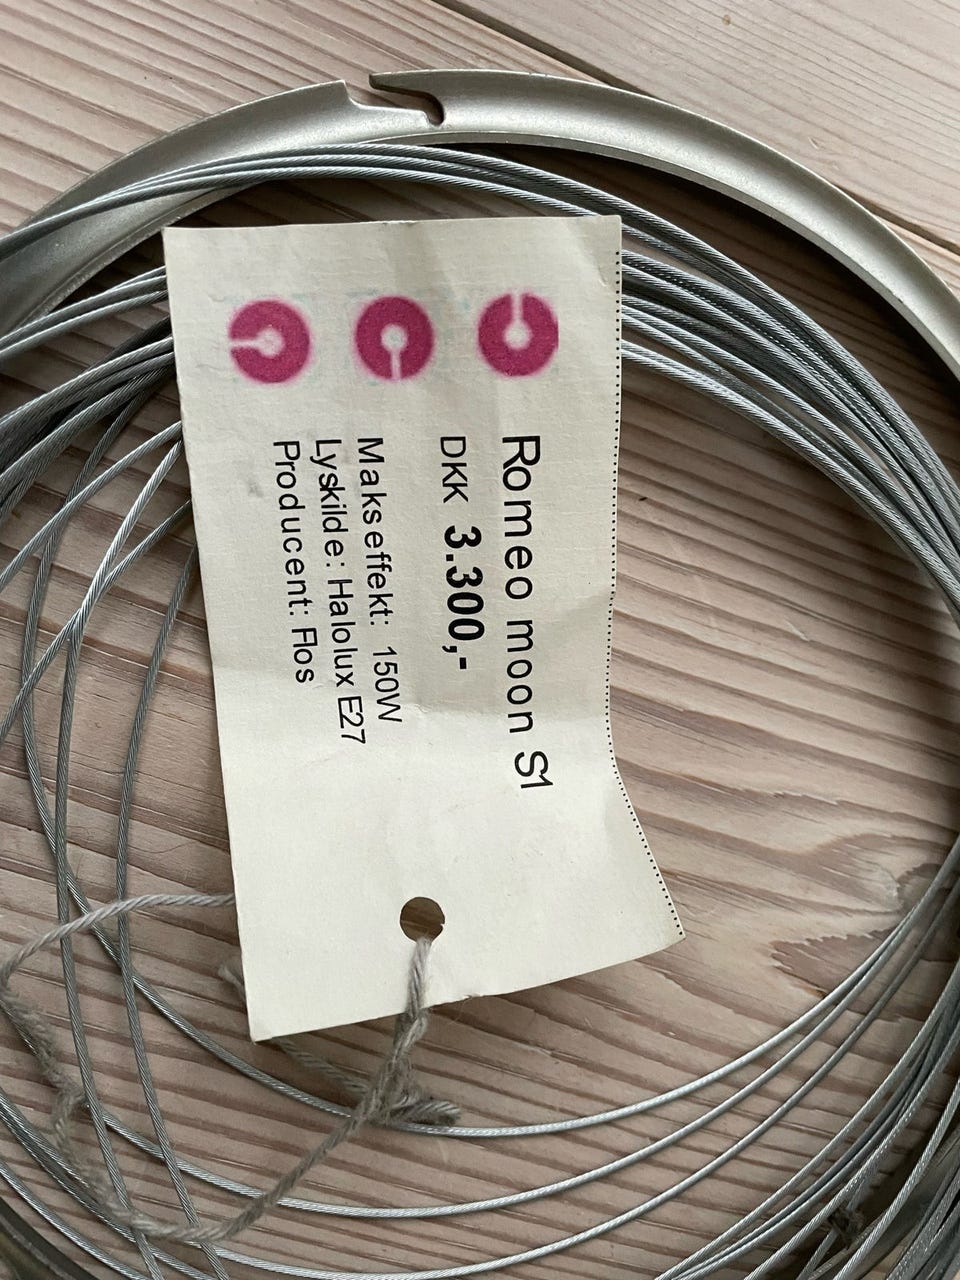 Romeo moon S1
DKK 3.300,-
Makseffekt: 150W
Lyskilde: Halolux E27
Producent: Flos